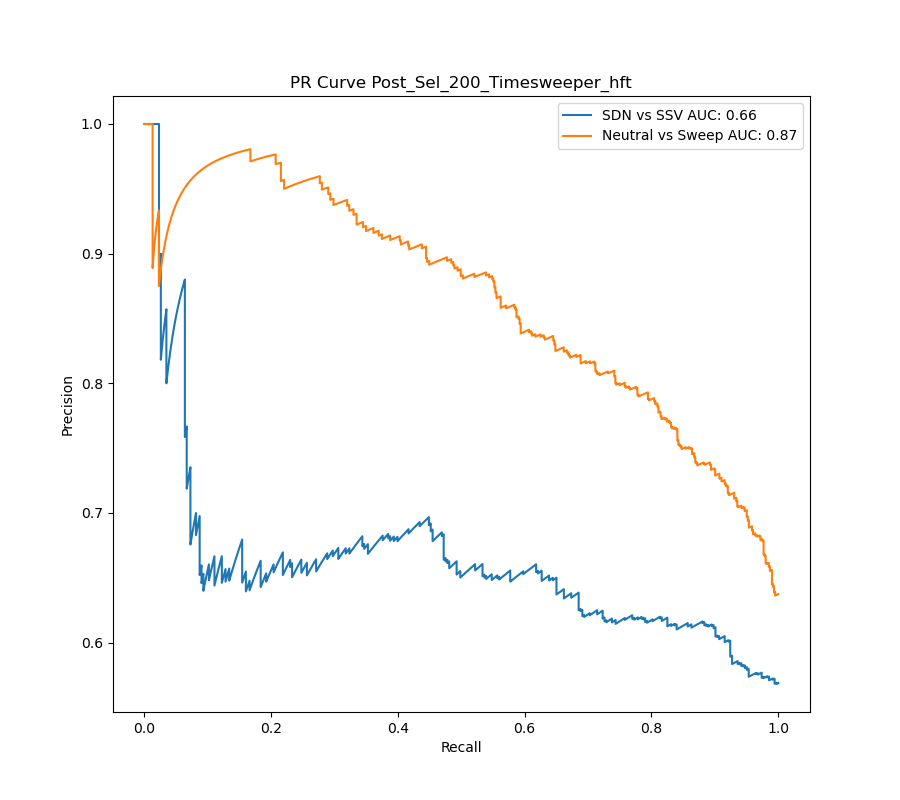 PR Curve Post_Sel_200_Timesweeper_hft
SDN vs SSV AUC: 0.66
Neutral vs Sweep AUC: 0.87
1.0
0.9
0.8
0.7
0.6
Precision
0.0 0.2 0.4 0.6 0.8 1.0
Recall